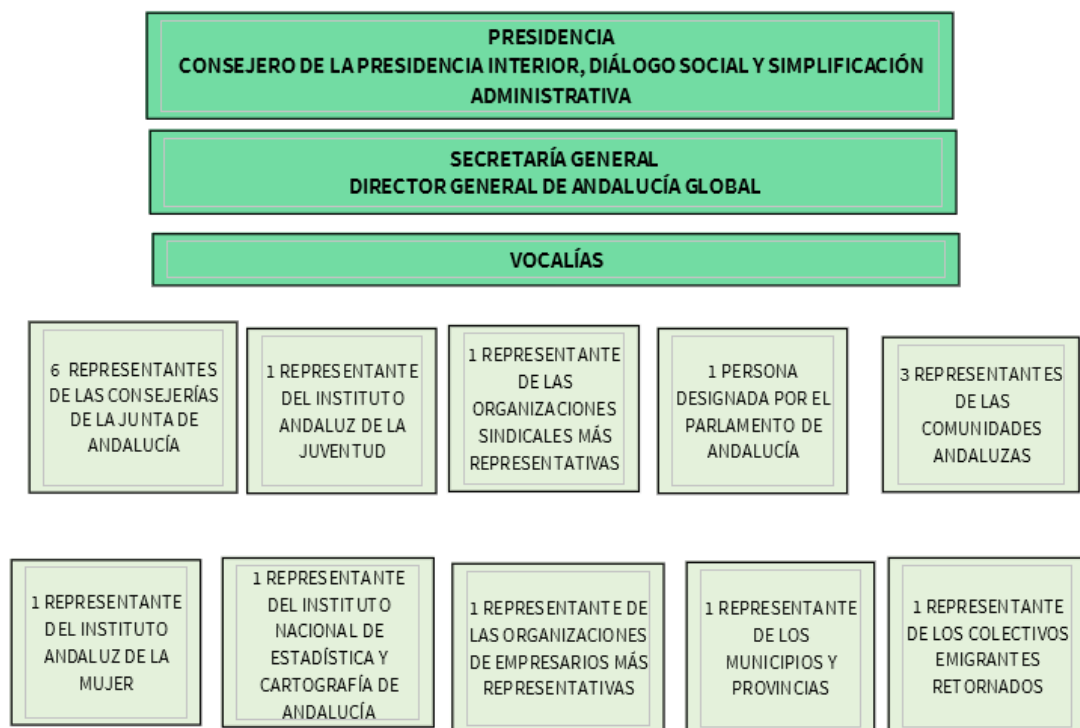 PRESIDENCIA
CONSEJERO DE LA PRESIDENCIA INTERIOR, DIÁLOGO SOCIAL Y SIMPLIFICACIÓN
ADMINISTRATIVA
SECRETARÍA GENERAL
DIRECTOR GENERAL DE ANDALUCÍA GLOBAL
VOCALÍAS
6 REPRESENTANTES
DE LAS CONSEJERÍAS
DE LA JUNTA DE
ANDALUCÍA
1 REPRESENTANTE
DEL INSTITUTO
ANDALUZ DE LA
JUVENTUD
1 REPRESENTANTE
DE LAS
ORGANIZACIONES
SINDICALES MÁS
REPRESENTATIVAS
1 PERSONA
DESIGNADA POR EL
PARLAMENTO DE
ANDALUCÍA
3 REPRESENTANTES
DE LAS
COMUNIDADES
ANDALUZAS
1 REPRESENTANTE
DEL INSTITUTO
ANDALUZ DE LA
MUJER
1 REPRESENTANTE
DEL INSTITUTO
NACIONAL DE
ESTADÍSTICA Y
CARTOGRAFÍA DE
ANDALUCÍA
1 REPRESENTANTE DE
LAS ORGANIZACIONES
DE EMPRESARIOS MÁS
REPRESENTATIVAS
1 REPRESENTANTE
DE LOS
MUNICIPIOS Y
PROVINCIAS
1 REPRESENTANTE
DE LOS COLECTIVOS
EMIGRANTES
RETORNADOS